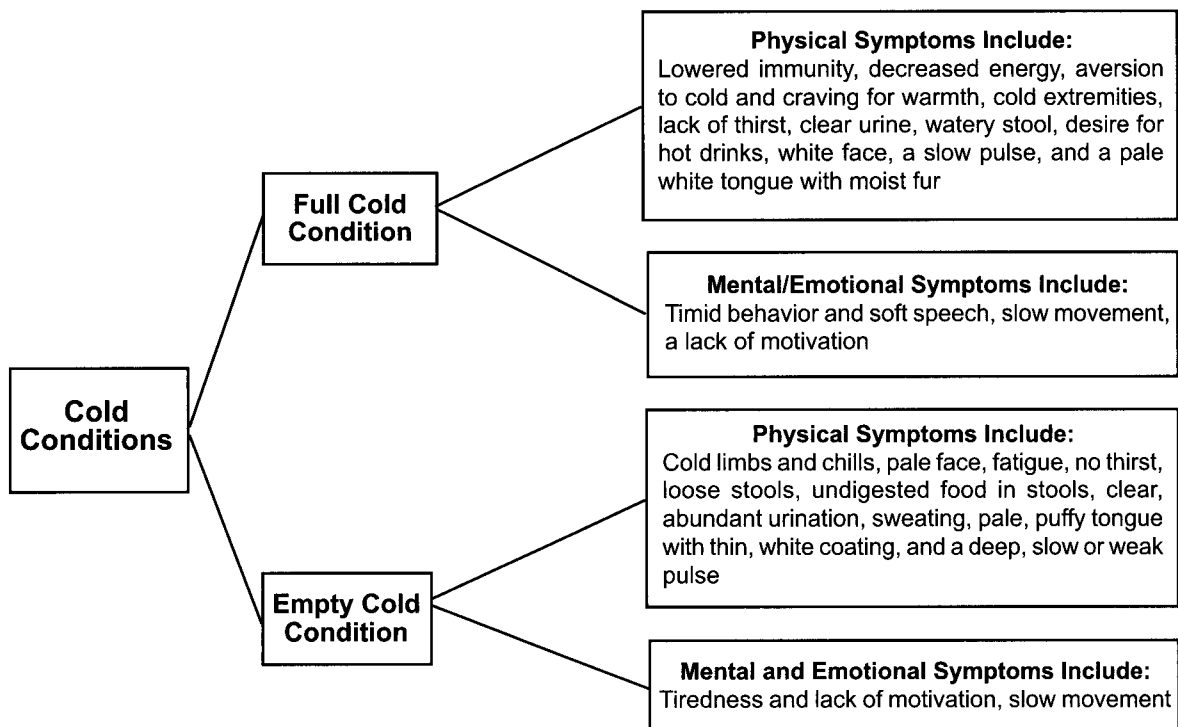 Physical Symptoms Include:
Lowered immunity, decreased energy, aversion
to cold and craving for warmth, cold extremities,
lack of thirst, clear urine, watery stool, desire for
hot drinks, white face, a slow pulse, and a pale
white tongue with moist fur
Full Cold
Condition
Mental/Emotional Symptoms Include:
Timid behavior and soft speech, slow movement,
a lack of motivation
Cold
Conditions
Physical Symptoms Include:
Cold limbs and chills, pale face, fatigue, no thirst,
loose stools, undigested food in stools, clear,
abundant urination, sweating, pale, puffy tongue
with thin, white coating, and a deep, slow or weak
pulse
Empty Cold
Condition
Mental and Emotional Symptoms Include:
Tiredness and lack of motivation, slow movement